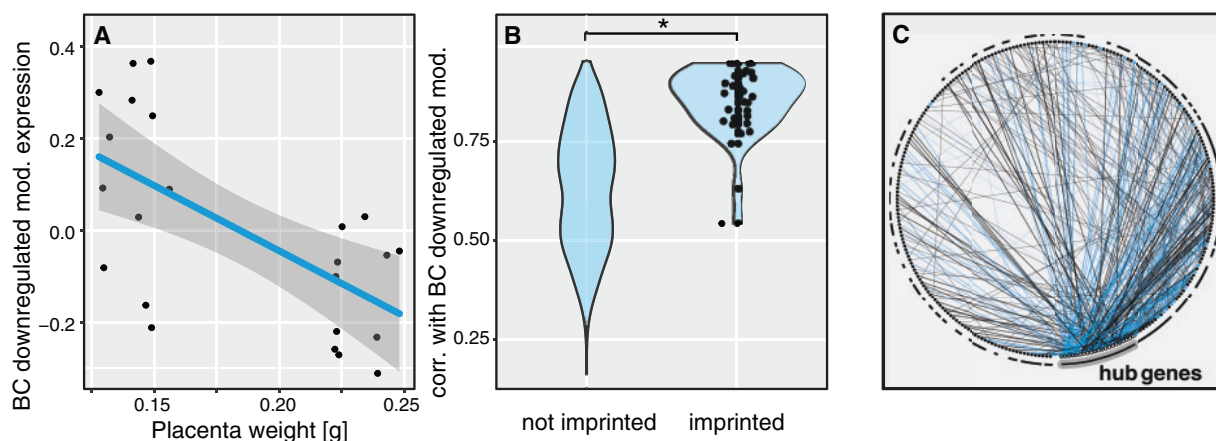 A
BC downregulated mod. expression
0.4
0.2
0.0
−0.2
0.15
0.20
0.25
Placenta weight [g]
B
*
corr. with BC downregulated mod.
0.75
0.50
0.25
not imprinted
imprinted
C
hub genes